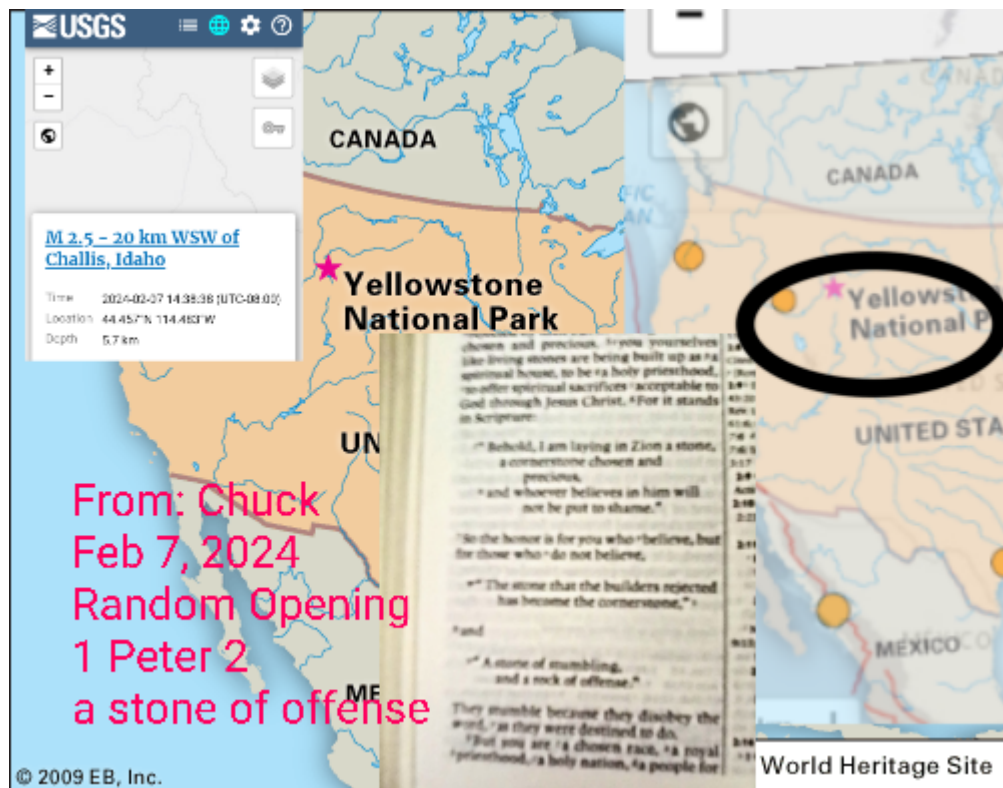 USGS
M 2.5 - 20 km WSW of
Challis, Idaho
Time 2024-02-07 14:38:38 (UTC-08:00)
Location 44.457°N 114.463°W
Depth 5.7 km
CANADA
Yellowstone
National Park
UN
ME
From: Chuck
Feb 7, 2024
Random Opening
1 Peter 2
a stone of offense
© 2009 EB, Inc.
chosen and precious, you yourselves
like living stones are being built up as a
spiritual house, to be a holy priesthood,
to offer spiritual sacrifices acceptable to
God through Jesus Christ. For it stands
in Scripture:
"Behold, I am laying in Zion a stone,
a cornerstone chosen and
precious,
and whoever believes in him will
not be put to shame."
So the honor is for you who believe, but
for those who do not believe,
"The stone that the builders rejected
has become the cornerstone,"
and
"A stone of stumbling,
and a rock of offense."
They stumble because they disobey the
word, as they were destined to do.
But you are a chosen race, a royal
priesthood, a holy nation, a people for
CANADA
Yellowst
National P
UNITED STA
MEXICO
World Heritage Site